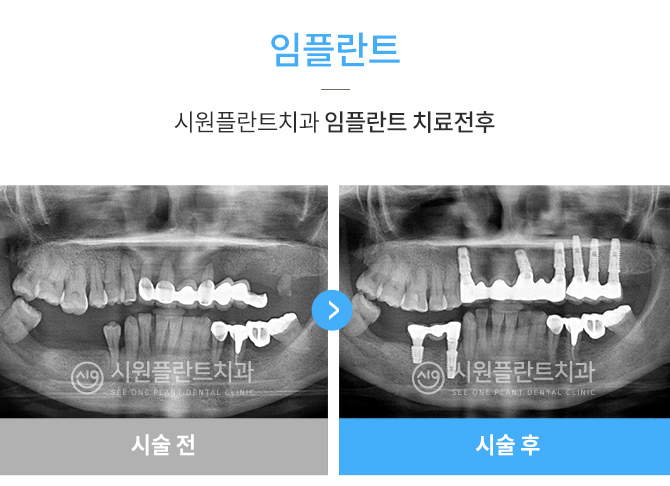 임플란트
시원플란트치과 임플란트 치료전후
시원플란트치과
SEE ONE PLANT DENTAL CLINIC
시원플란트치과
SEE ONE PLANT DENTAL CLINIC
시술 전
시술 후